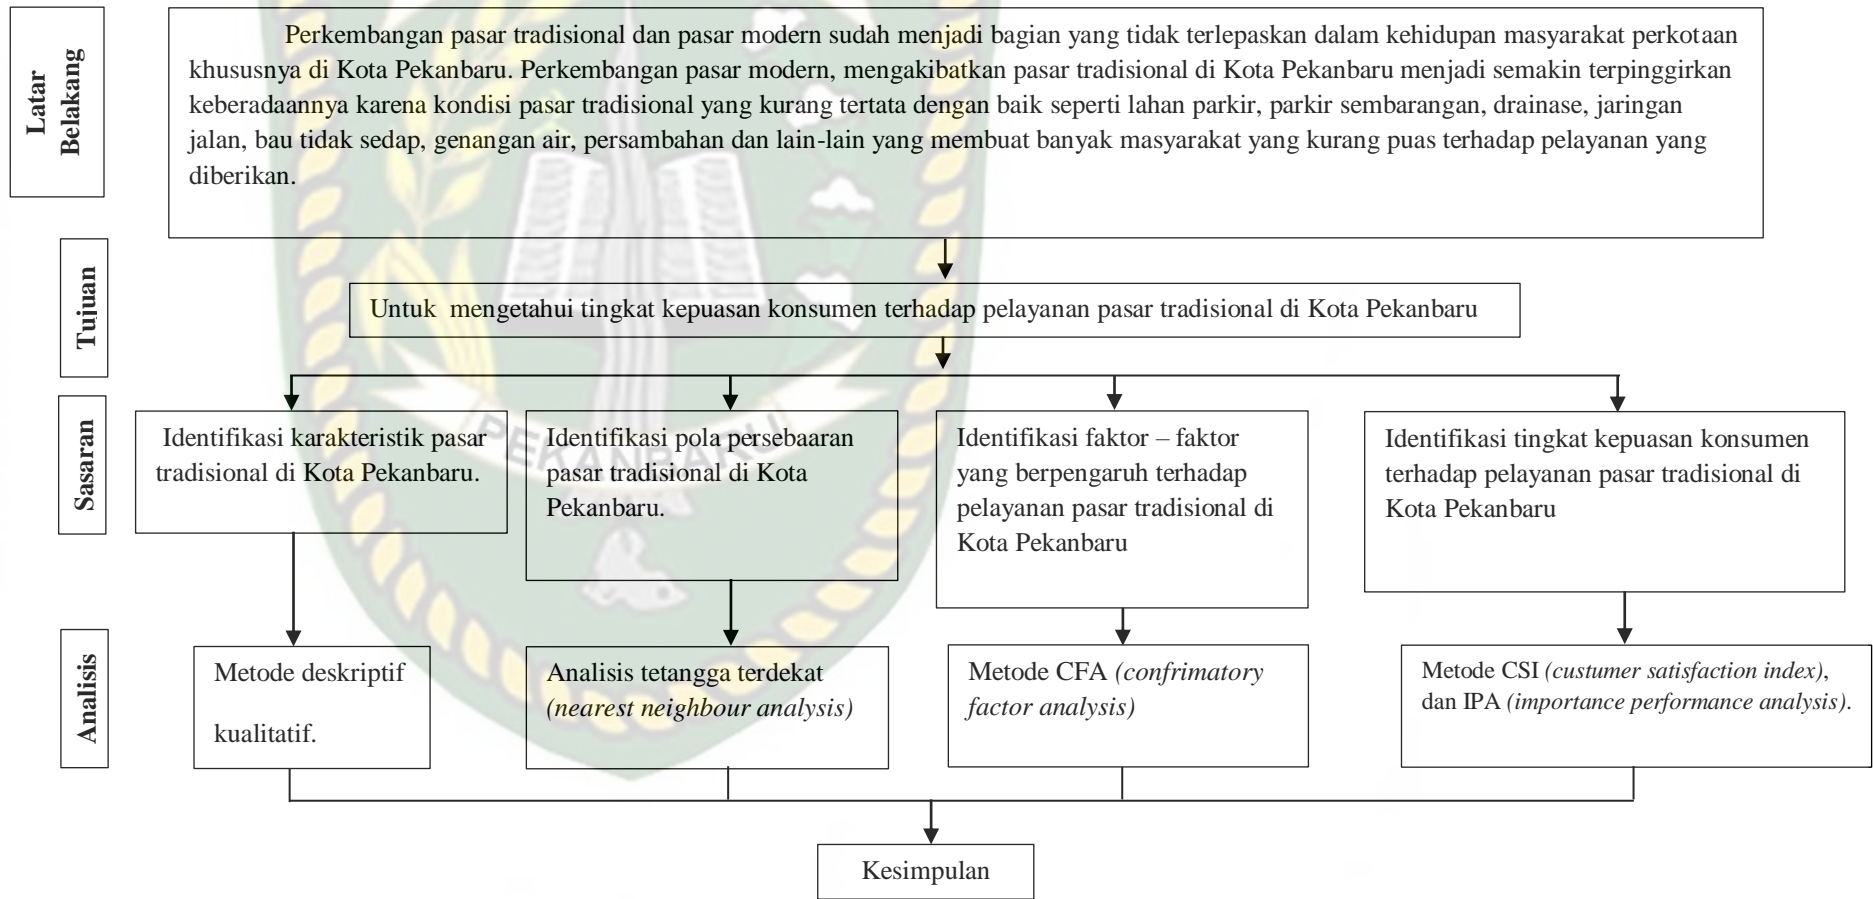 Latar
Belakang
Perkembangan pasar tradisional dan pasar modern sudah menjadi bagian yang tidak terlepaskan dalam kehidupan masyarakat perkotaan
khususnya di Kota Pekanbaru. Perkembangan pasar modern, mengakibatkan pasar tradisional di Kota Pekanbaru menjadi semakin terpinggirkan
keberadaannya karena kondisi pasar tradisional yang kurang tertata dengan baik seperti lahan parkir, parkir sembarangan, drainase, jaringan
jalan, bau tidak sedap, genangan air, persambahan dan lain-lain yang membuat banyak masyarakat yang kurang puas terhadap pelayanan yang
diberikan.
Tujuan
Untuk mengetahui tingkat kepuasan konsumen terhadap pelayanan pasar tradisional di Kota Pekanbaru
Sasaran
Identifikasi karakteristik pasar
tradisional di Kota Pekanbaru.
Identifikasi pola persebaaran
pasar tradisional di Kota
Pekanbaru.
Identifikasi faktor – faktor
yang berpengaruh terhadap
pelayanan pasar tradisional di
Kota Pekanbaru
Identifikasi tingkat kepuasan konsumen
terhadap pelayanan pasar tradisional di
Kota Pekanbaru
PEKANBARU
Analisis
Metode deskriptif
kualitatif.
Analisis tetangga terdekat
(nearest neighbour analysis)
Metode CFA (confrimatory
factor analysis)
Metode CSI (custumer satisfaction index),
dan IPA (importance performance analysis).
Kesimpulan